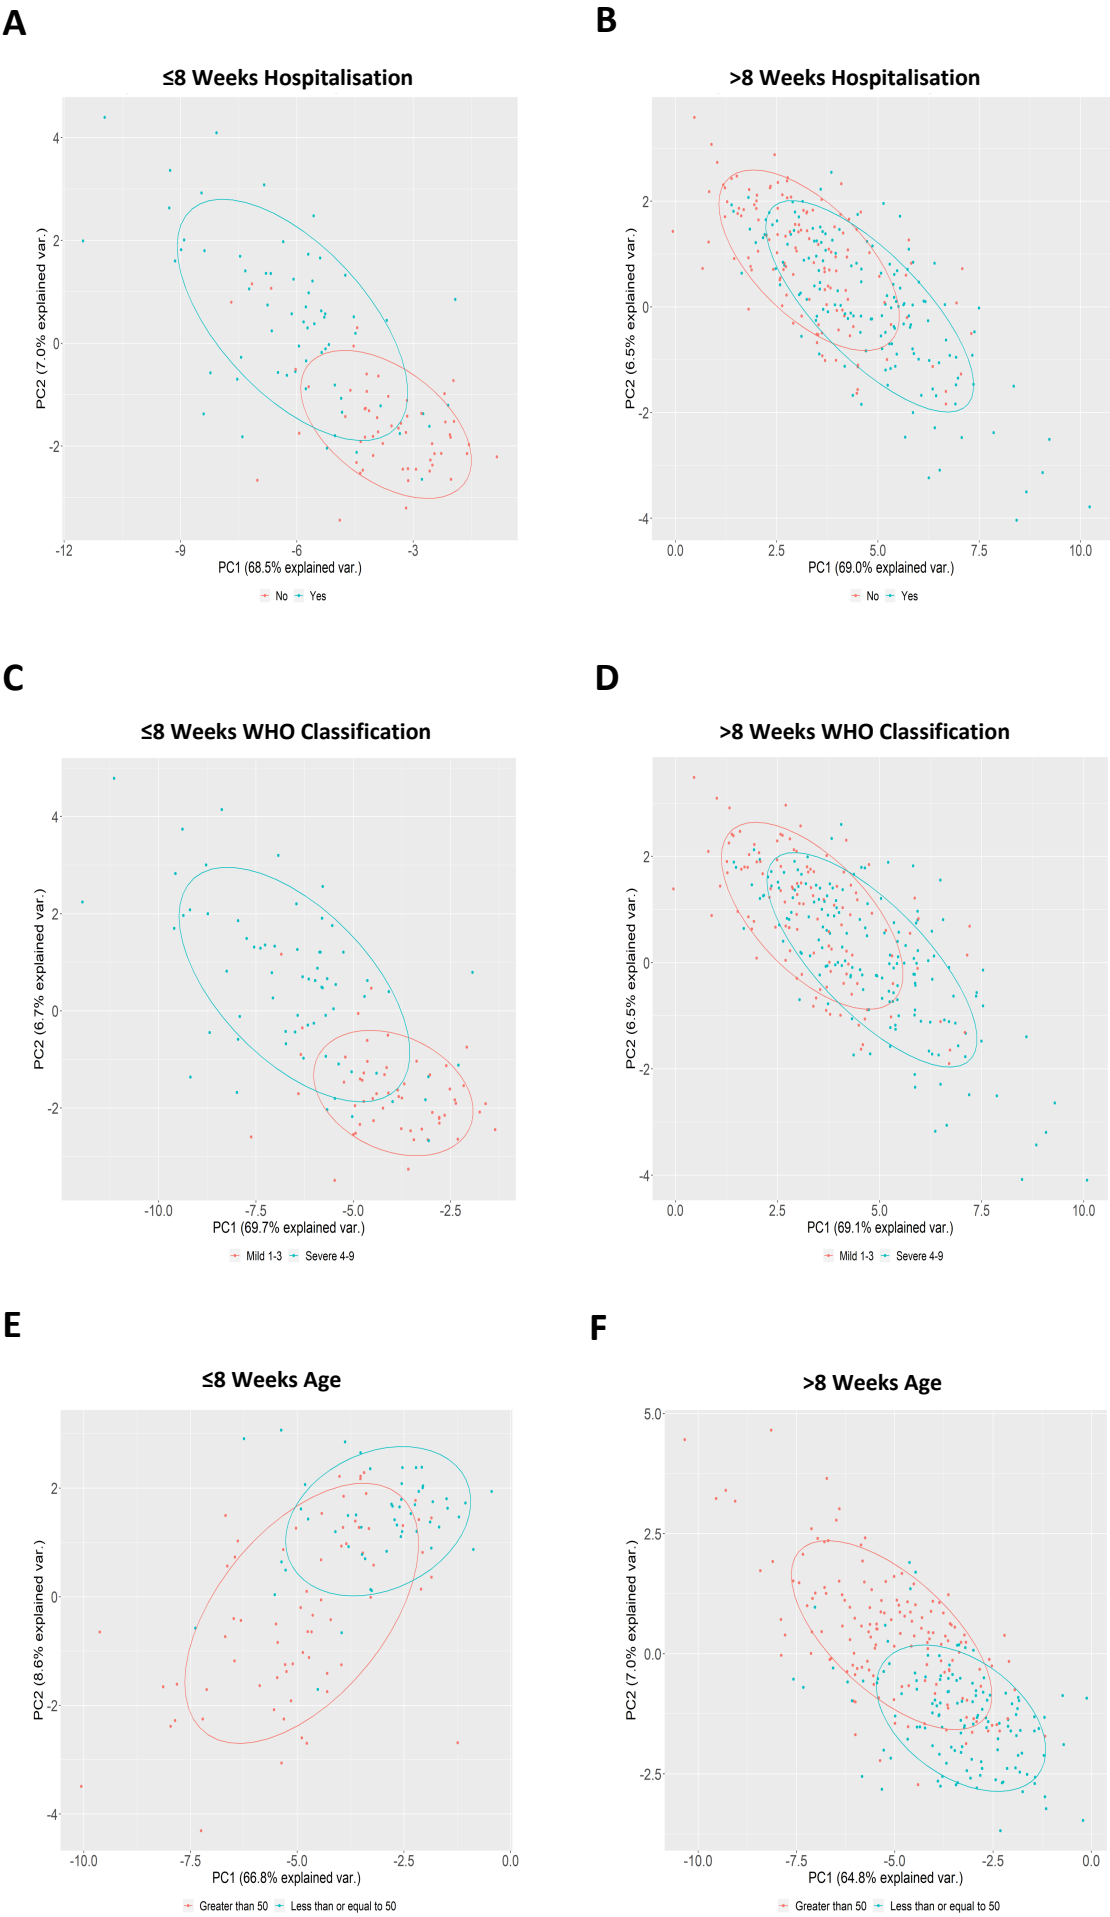 A
B
≤8 Weeks Hospitalisation
>8 Weeks Hospitalisation
4
2
0
-2
PC2 (7.0% explained var.)
-12
-9
-6
-3
PC1 (68.5% explained var.)
No Yes
2
0
-2
-4
PC2 (6.5% explained var.)
0.0
2.5
5.0
7.5
10.0
PC1 (69.0% explained var.)
No Yes
C
D
≤8 Weeks WHO Classification
>8 Weeks WHO Classification
4
2
0
-2
PC2 (6.7% explained var.)
-10.0
-7.5
-5.0
-2.5
PC1 (69.7% explained var.)
Mild 1-3 Severe 4-9
2
0
-2
-4
PC2 (6.5% explained var.)
0.0
2.5
5.0
7.5
10.0
PC1 (69.1% explained var.)
Mild 1-3 Severe 4-9
E
F
≤8 Weeks Age
>8 Weeks Age
2
0
-2
-4
PC2 (8.6% explained var.)
-10.0
-7.5
-5.0
-2.5
0.0
PC1 (66.8% explained var.)
Greater than 50 Less than or equal to 50
5.0
2.5
0.0
-2.5
PC2 (7.0% explained var.)
-10.0
-7.5
-5.0
-2.5
0.0
PC1 (64.8% explained var.)
Greater than 50 Less than or equal to 50